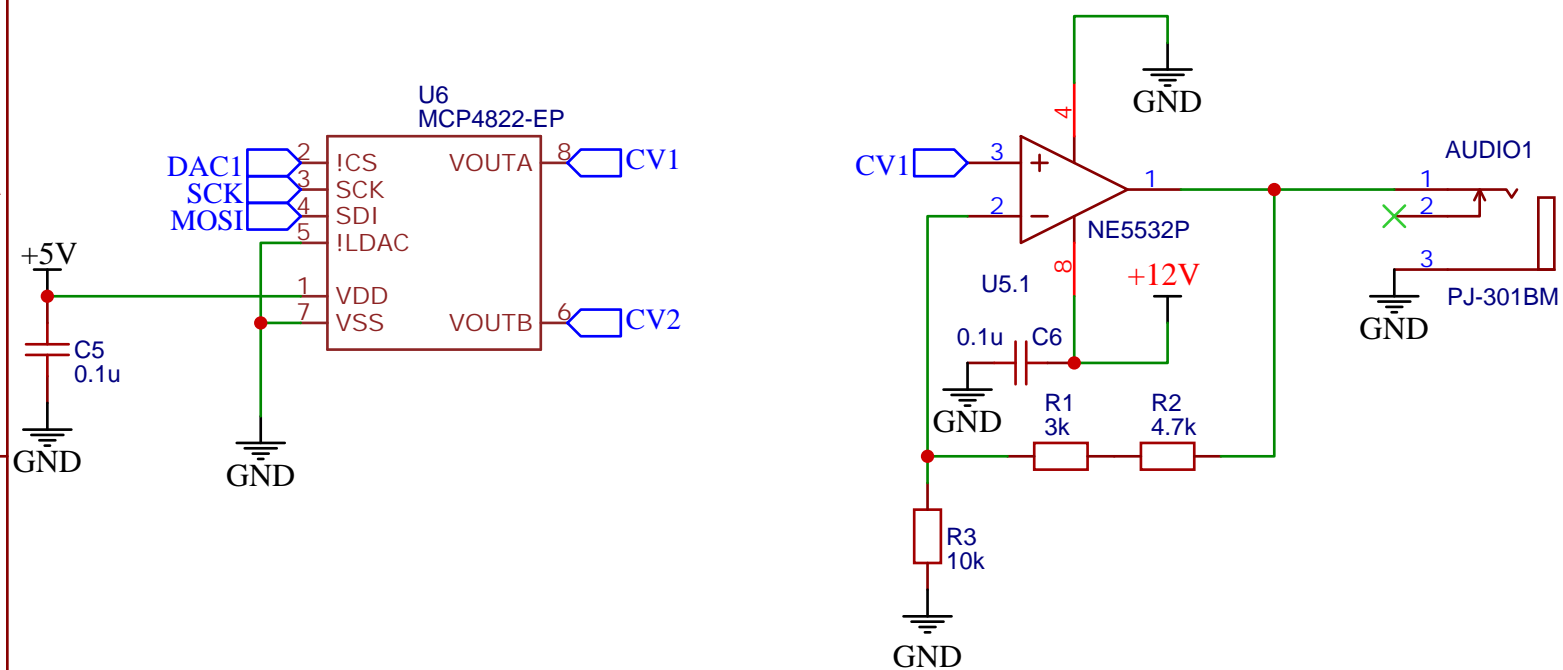 U6
MCP4822-EP
DAC1
SCK
MOSI
2
3
4
5
1
7
!CS
SCK
SDI
!LDAC
VDD
VSS
VOUTA
VOUTB
8
6
CV1
CV2
+5V
C5
0.1u
GND
GND
GND
4
CV1
3
2
+
−
1
NE5532P
8
U5.1
+12V
0.1u
C6
GND
R1
3k
R2
4.7k
R3
10k
GND
AUDIO1
1
2
3
GND
PJ-301BM